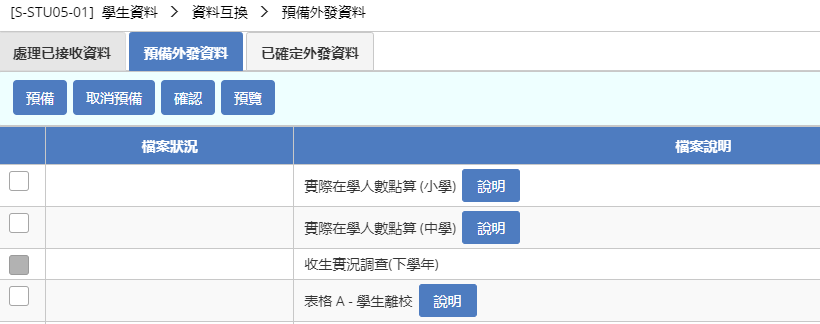 [S-STU05-01] 學生資料 > 資料互換 > 預備外發資料
處理已接收資料 預備外發資料 已確定外發資料
預備 取消預備 確認 預覽
檔案狀況 檔案說明
實際在學人數點算 (小學) 說明
實際在學人數點算 (中學) 說明
收生實況調查(下學年)
表格 A - 學生離校 說明